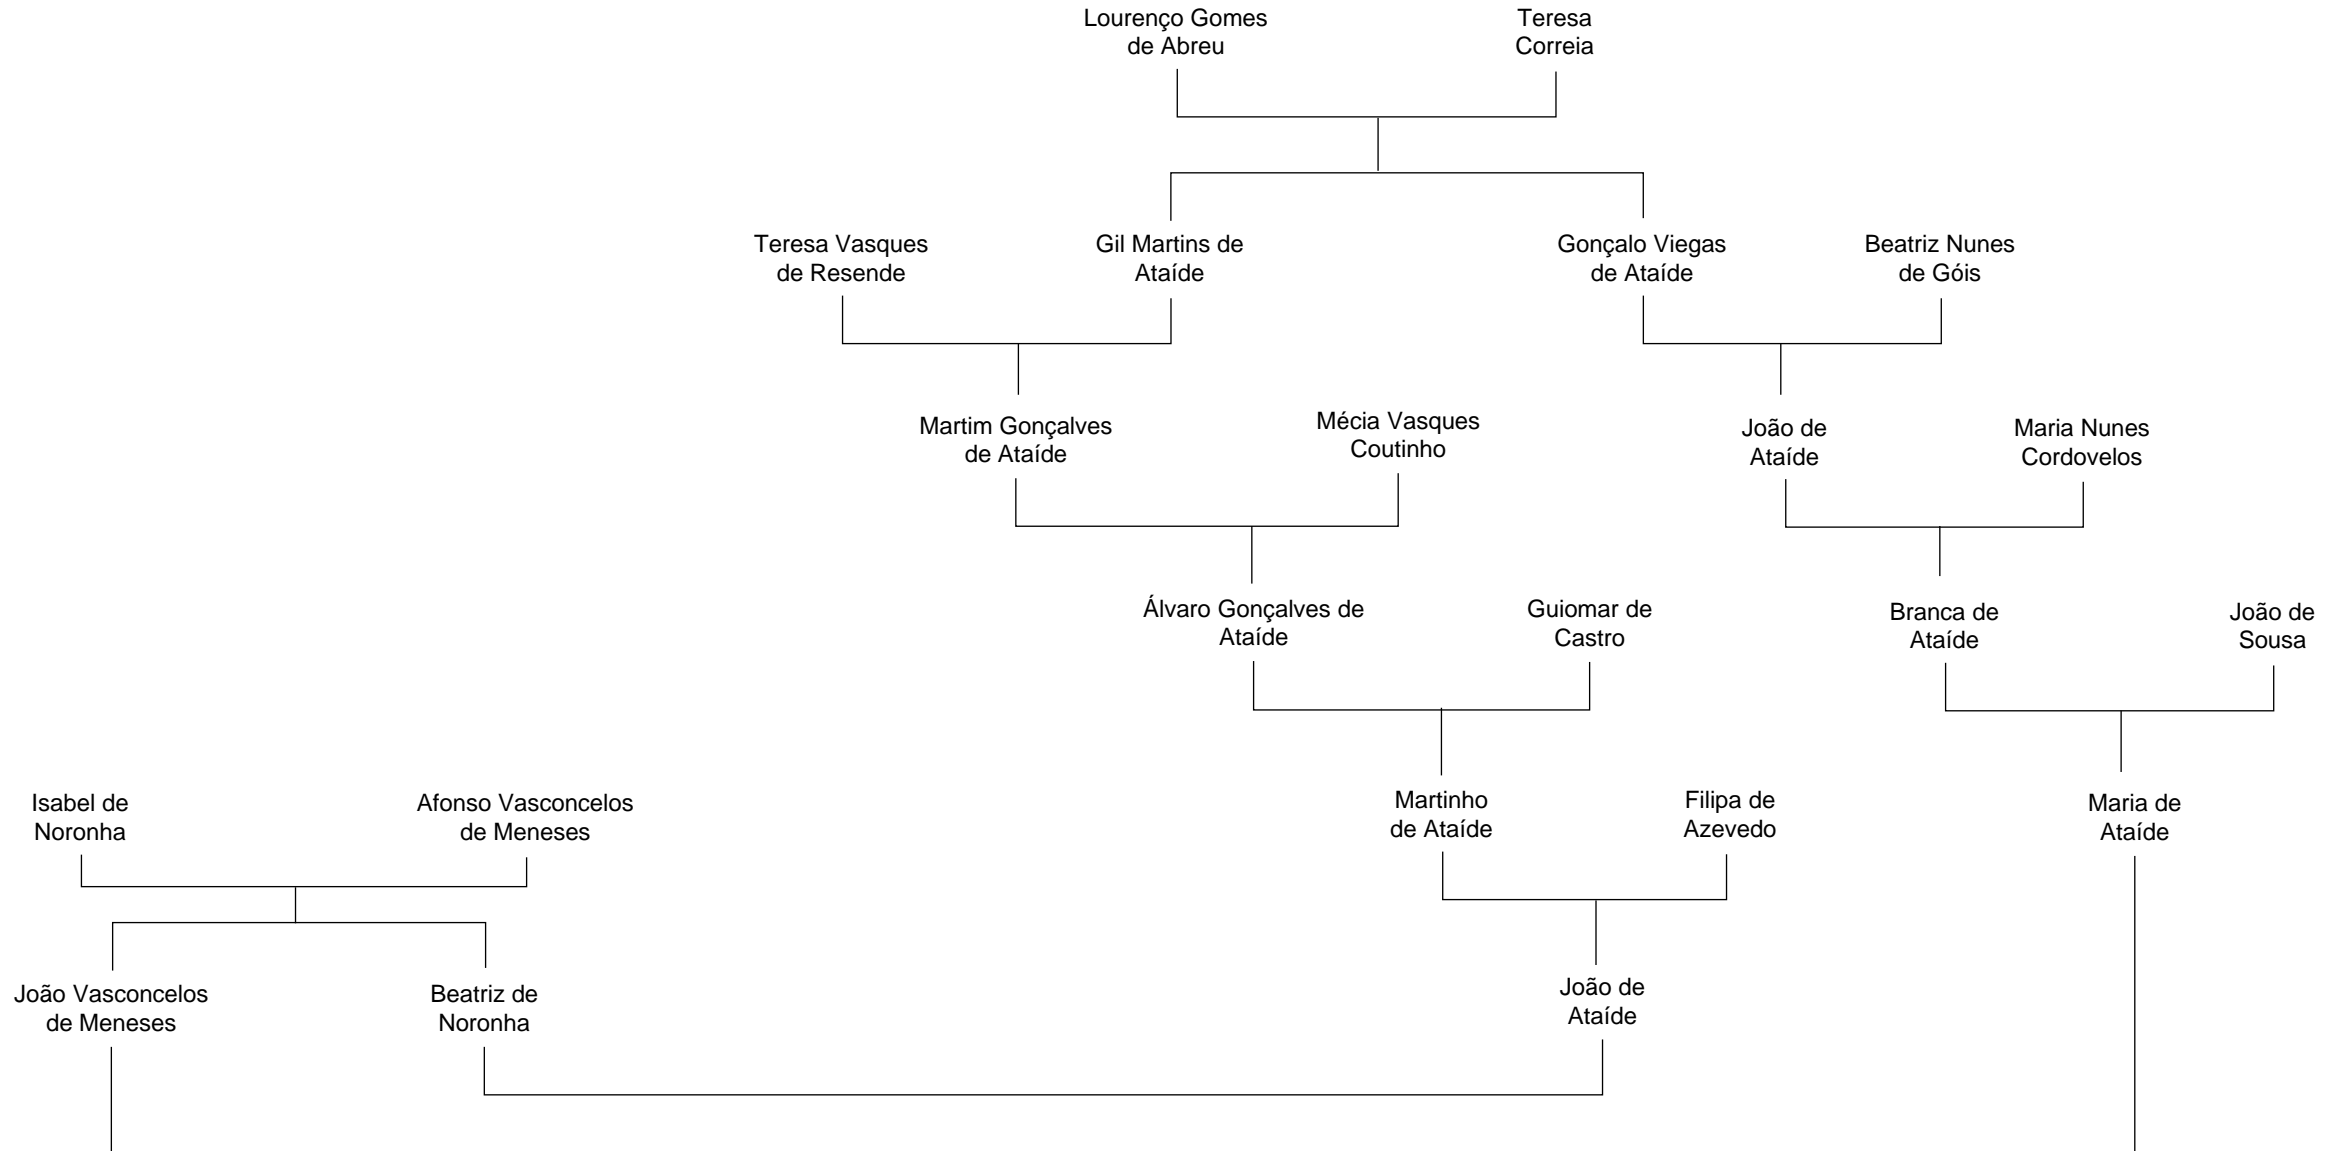 Lourenço Gomes
de Abreu
Teresa
Correia
Teresa Vasques
de Resende
Gil Martins de
Ataíde
Gonçalo Viegas
de Ataíde
Beatriz Nunes
de Góis
Martim Gonçalves
de Ataíde
Mécia Vasques
Coutinho
João de
Ataíde
Maria Nunes
Cordovelos
Álvaro Gonçalves de
Ataíde
Guiomar de
Castro
Branca de
Ataíde
João de
Sousa
Isabel de
Noronha
Afonso Vasconcelos
de Meneses
Martinho
de Ataíde
Filipa de
Azevedo
Maria de
Ataíde
João Vasconcelos
de Meneses
Beatriz de
Noronha
João de
Ataíde